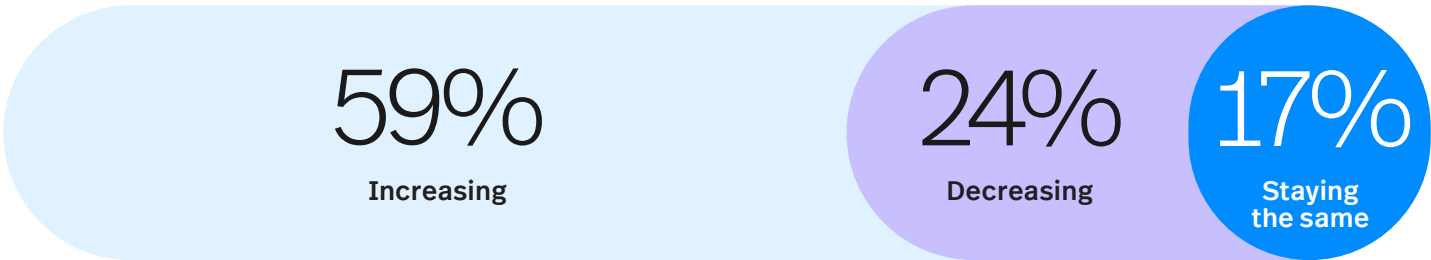 59%
Increasing
24%
Decreasing
17%
Staying
the same